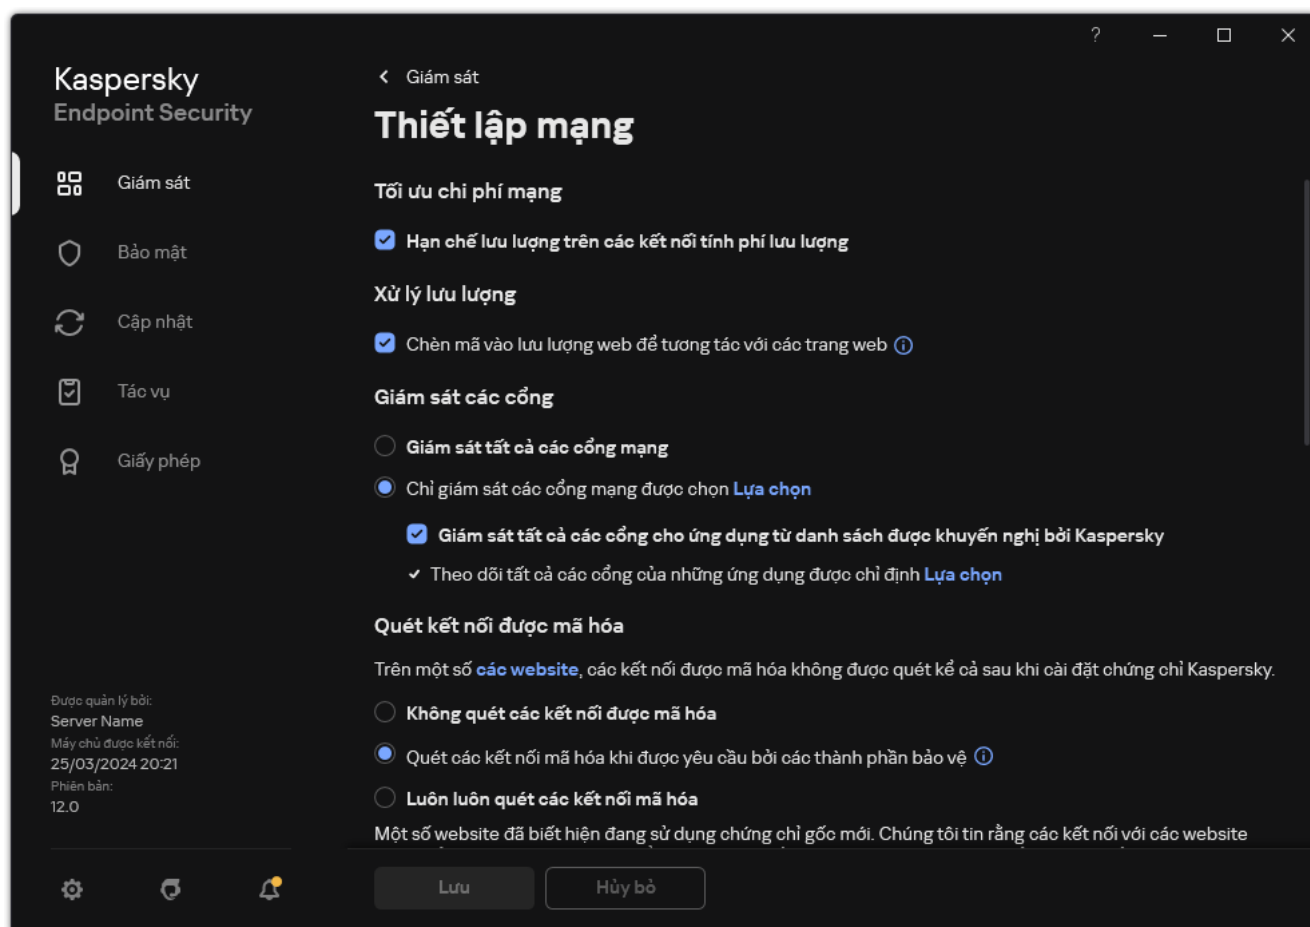 ?
Kaspersky
Endpoint Security
Giám sát
Bảo mật
Cập nhật
Tác vụ
Giấy phép
Được quản lý bởi:
Server Name
Máy chủ được kết nối:
25/03/2024 20:21
Phiên bản:
12.0
Giám sát
Thiết lập mạng
Tối ưu chi phí mạng
Hạn chế lưu lượng trên các kết nối tính phí lưu lượng
Xử lý lưu lượng
Chèn mã vào lưu lượng web để tương tác với các trang web
Giám sát các cổng
Giám sát tất cả các cổng mạng
Chỉ giám sát các cổng mạng được chọn Lựa chọn
Giám sát tất cả các cổng cho ứng dụng từ danh sách được khuyến nghị bởi Kaspersky
Theo dõi tất cả các cổng của những ứng dụng được chỉ định Lựa chọn
Quét kết nối được mã hóa
Trên một số các website, các kết nối được mã hóa không được quét kể cả sau khi cài đặt chứng chỉ Kaspersky.
Không quét các kết nối được mã hóa
Quét các kết nối mã hóa khi được yêu cầu bởi các thành phần bảo vệ
Luôn luôn quét các kết nối mã hóa
Một số website đã biết hiện đang sử dụng chứng chỉ gốc mới. Chúng tôi tin rằng các kết nối với các website
Lưu
Hủy bỏ